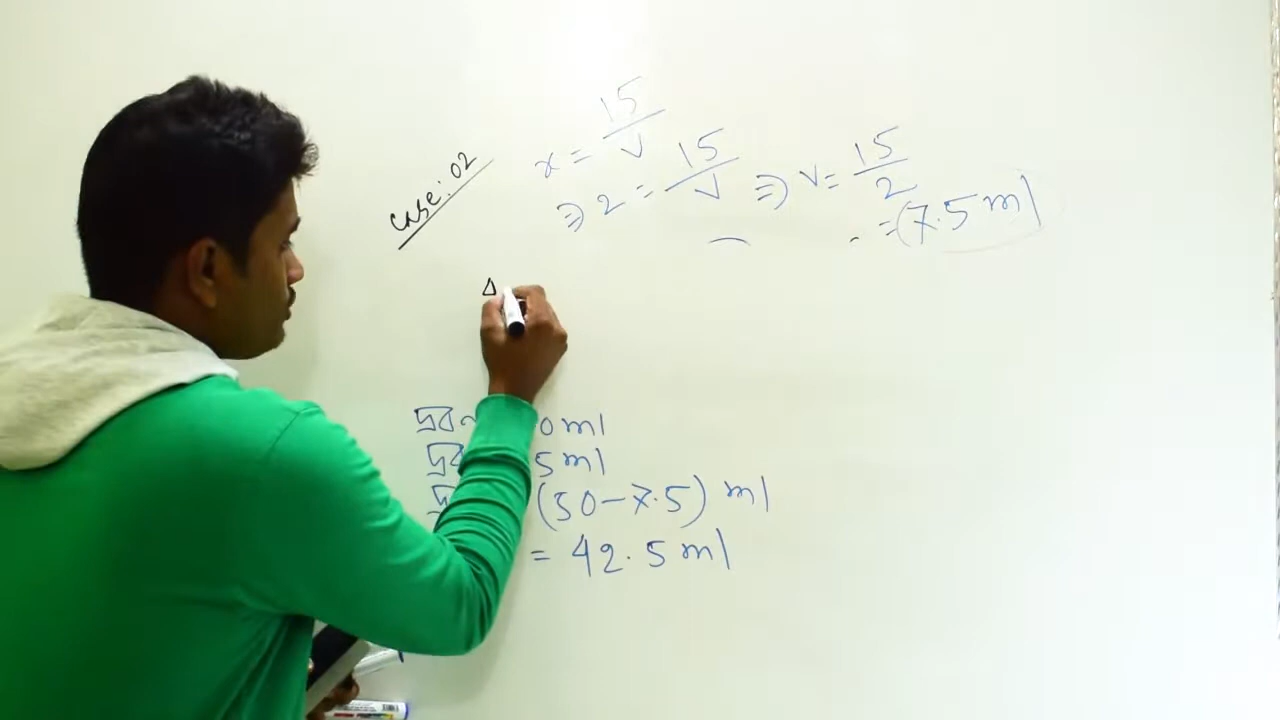 Case: 02
x = 15/V
⇒ 2 = 15/V ⇒ V = 15/2
= (7.5 ml)
Δ
দ্রবণ 0 ml
5 ml
(50 - 7.5) ml
= 42.5 ml